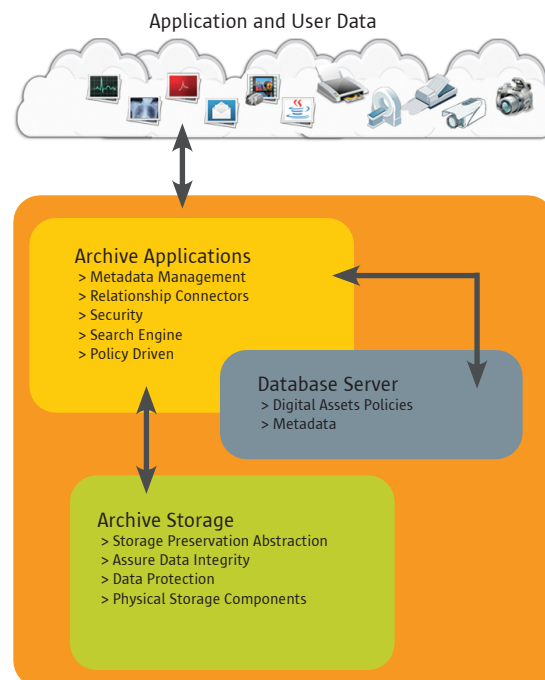 Application and User Data
Archive Applications
> Metadata Management
> Relationship Connectors
> Security
> Search Engine
> Policy Driven
Database Server
> Digital Assets Policies
> Metadata
Archive Storage
> Storage Preservation Abstraction
> Assure Data Integrity
> Data Protection
> Physical Storage Components